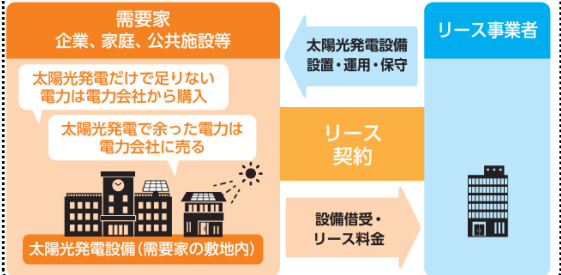 需要家
企業、家庭、公共施設等
太陽光発電だけで足りない
電力は電力会社から購入
太陽光発電で余った電力は
電力会社に売る
太陽光発電設備(需要家の敷地内)
太陽光発電設備
設置・運用・保守
リース
契約
設備借受・
リース料金
リース事業者